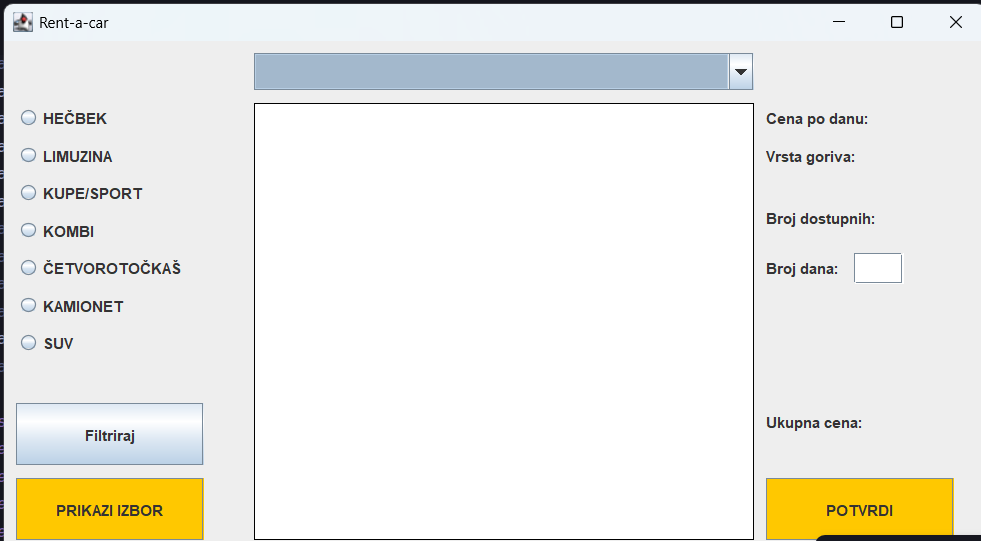 Rent-a-car
HEČBEK
LIMUZINA
KUPE/SPORT
KOMBI
ČETVOROTOČKAŠ
KAMIONET
SUV
Filtriraj
PRIKAZI IZBOR
Cena po danu:
Vrsta goriva:
Broj dostupnih:
Broj dana:
Ukupna cena:
POTVRDI